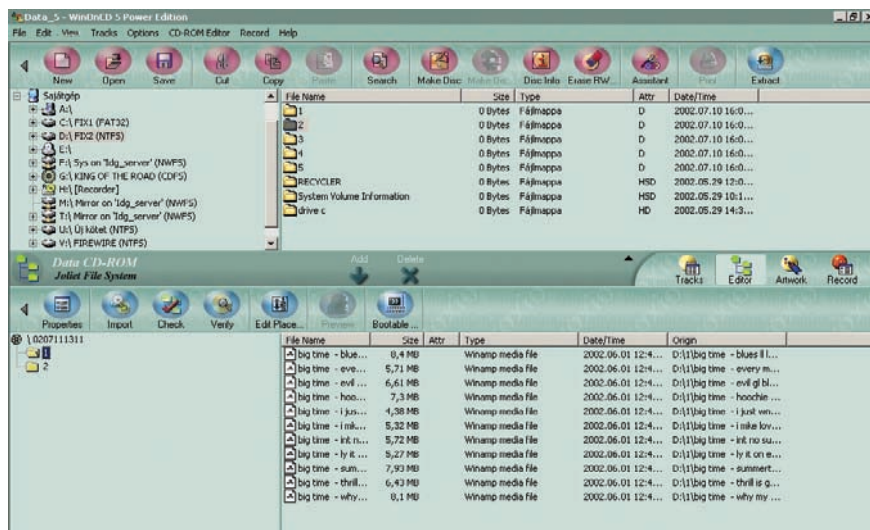 Data_5 - WinOnCD 5 Power Edition
File Edit View Tracks Options CD-ROM Editor Record Help
New Open Save Cut Copy Paste Search Make Disc Make Disc Disc Info Erase RW... Assistant Print Extract
Sajátgép
A:\
C:\ FIX1 (FAT32)
D:\ FIX2 (NTFS)
E:\
F:\ Sys on 'Idg_server' (NWFS)
G:\ KING OF THE ROAD (CDFS)
H:\ [Recorder]
M:\ Mirror on 'Idg_server' (NWFS)
T:\ Mirror on 'Idg_server' (NWFS)
U:\ Új kötet (NTFS)
V:\ FIREWIRE (NTFS)
File Name Size Type Attr Date/Time
1 0 Bytes Fájlmappa D 2002.07.10 16:0...
2 0 Bytes Fájlmappa D 2002.07.10 16:0...
3 0 Bytes Fájlmappa D 2002.07.10 16:0...
4 0 Bytes Fájlmappa D 2002.07.10 16:0...
5 0 Bytes Fájlmappa D 2002.07.10 16:0...
RECYCLER 0 Bytes Fájlmappa HSD 2002.05.29 12:0...
System Volume Information 0 Bytes Fájlmappa HSD 2002.05.29 10:1...
drive c 0 Bytes Fájlmappa HD 2002.05.29 14:3...
Data CD-ROM
Joliet File System
Add Delete
Tracks Editor Artwork Record
Properties Import Check Verify Edit Place... Preview Bootable ...
\ 0207111311
1
2
File Name Size Attr Type Date/Time Origin
big time - blue... 8,4 MB Winamp media file 2002.06.01 12:4... D:\1\big time - blues ll l...
big time - eve... 5,71 MB Winamp media file 2002.06.01 12:4... D:\1\big time - every m...
big time - evil ... 6,61 MB Winamp media file 2002.06.01 12:4... D:\1\big time - evil gl bl...
big time - hoo... 7,3 MB Winamp media file 2002.06.01 12:4... D:\1\big time - hoochie ...
big time - i jus... 4,38 MB Winamp media file 2002.06.01 12:4... D:\1\big time - i just wn...
big time - i mk... 5,32 MB Winamp media file 2002.06.01 12:4... D:\1\big time - i mke lov...
big time - int n... 5,72 MB Winamp media file 2002.06.01 12:4... D:\1\big time - int no su...
big time - ly it ... 5,27 MB Winamp media file 2002.06.01 12:4... D:\1\big time - ly it on e...
big time - sum... 7,93 MB Winamp media file 2002.06.01 12:4... D:\1\big time - summert...
big time - thrill... 6,43 MB Winamp media file 2002.06.01 12:4... D:\1\big time - thrill is g...
big time - why... 8,1 MB Winamp media file 2002.06.01 12:4... D:\1\big time - why my ...